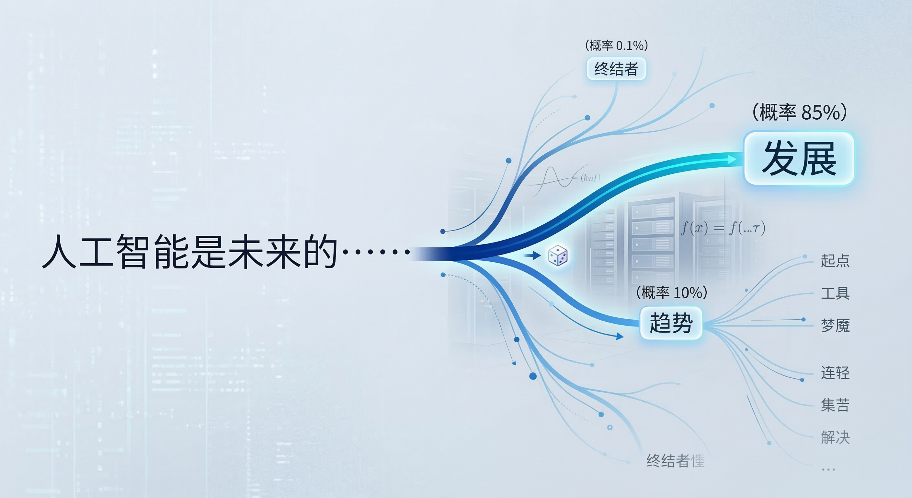 (概率 0.1%)
终结者
(概率 85%)
发展
人工智能是未来的……
f(x) = f(...τ)
(概率 10%)
趋势
起点
工具
梦魇
连轻
集苦
解决
...
终结者